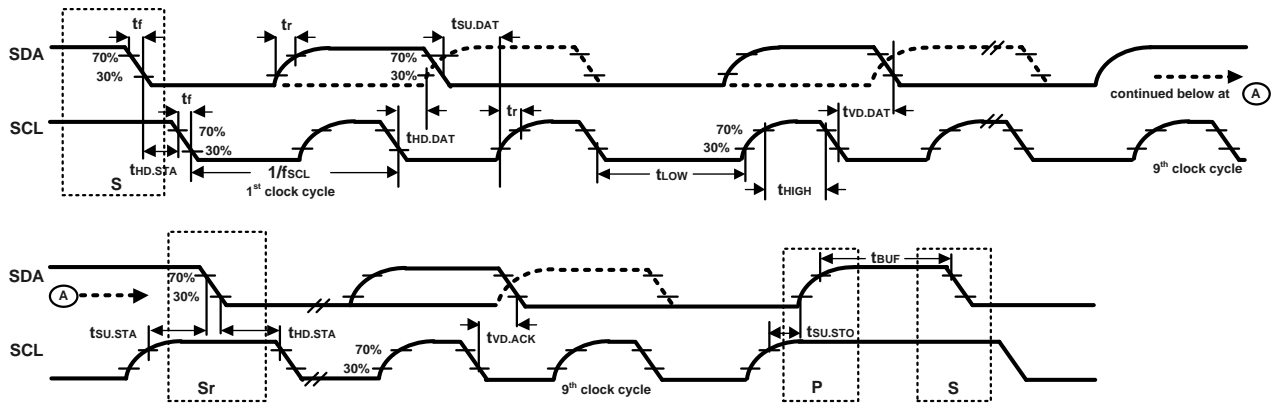 tf tr tSU.DAT
SDA 70% 30% 70% 30%
continued below at A
tf tHD.DAT tr tVD.DAT
SCL 70% 30% 70% 30%
tHD.STA 1/fSCL tLOW tHIGH
S 1st clock cycle 9th clock cycle
SDA 70% 30% tBUF
A
tSU.STA tHD.STA tVD.ACK tSU.STO
SCL 70% 30%
Sr 9th clock cycle P S